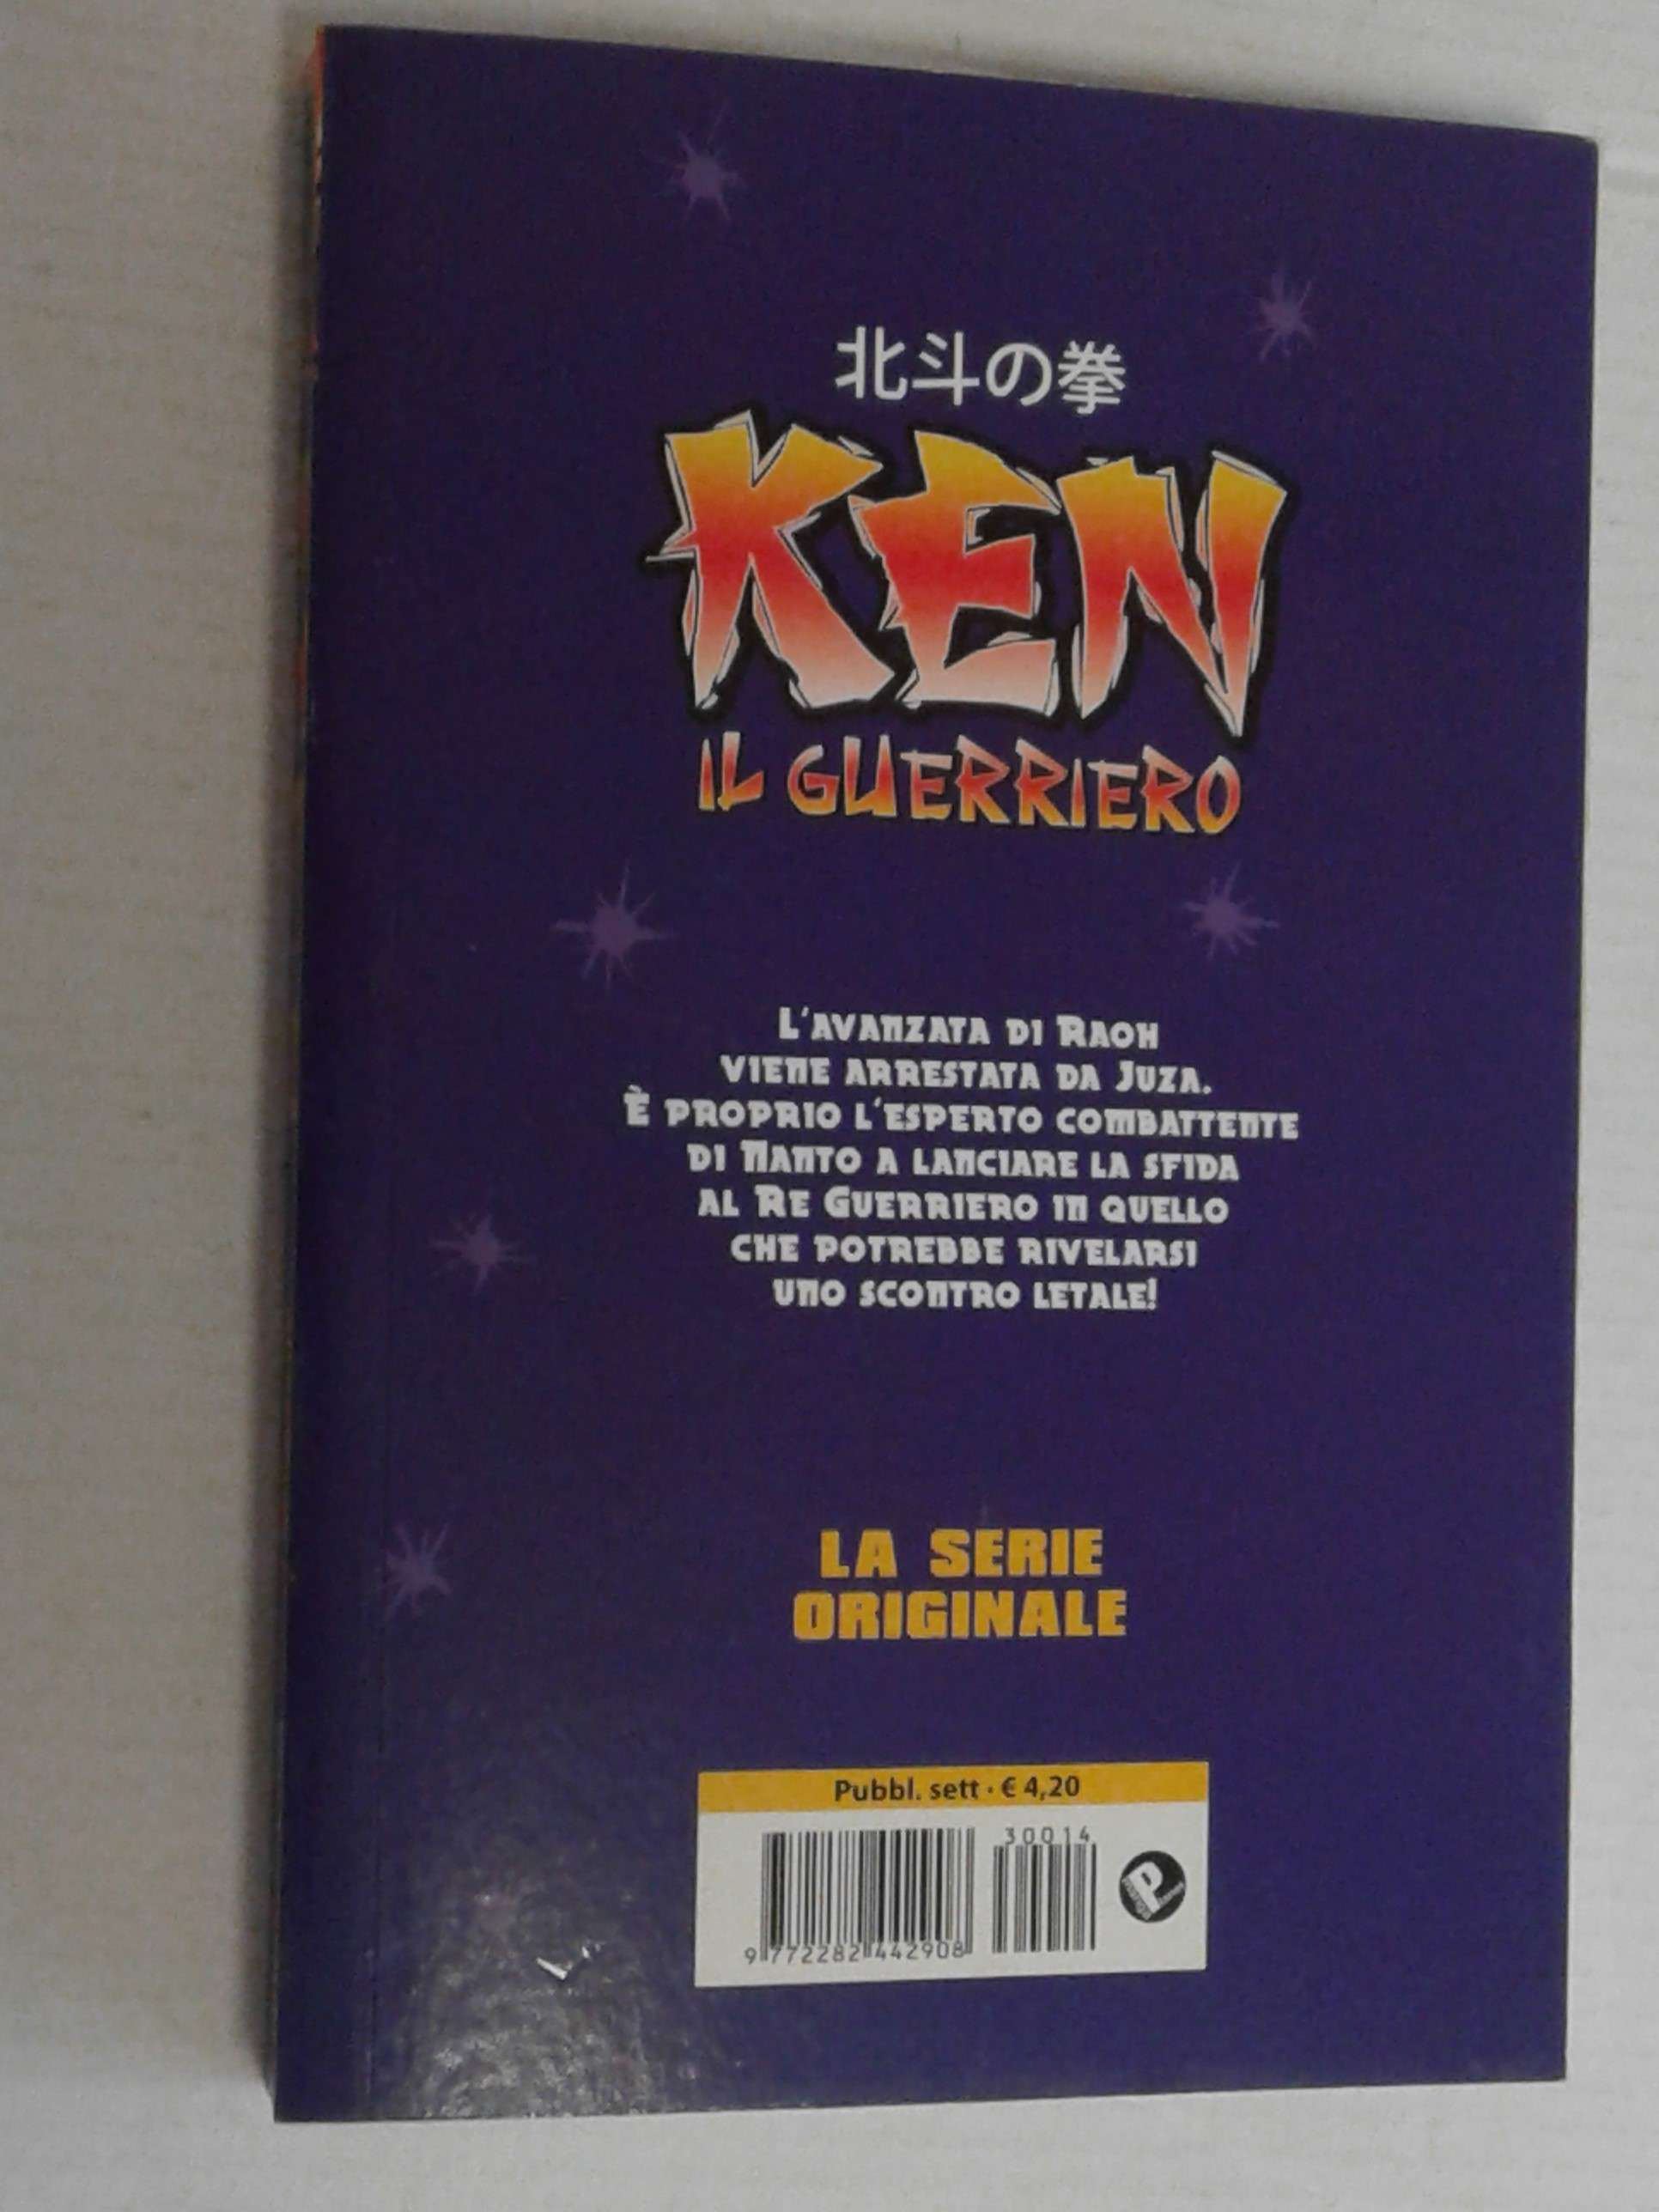 北斗の拳
KEN
IL GUERRIERO
L'AVANZATA DI RAOH
VIENE ARRESTATA DA JUZA.
È PROPRIO L'ESPERTO COMBATTENTE
DI NANTO A LANCIARE LA SFIDA
AL RE GUERRIERO IN QUELLO
CHE POTREBBE RIVELARSI
UNO SCONTRO LETALE!
LA SERIE
ORIGINALE
Pubbl. sett · € 4,20
30014
9 772282 442908
P